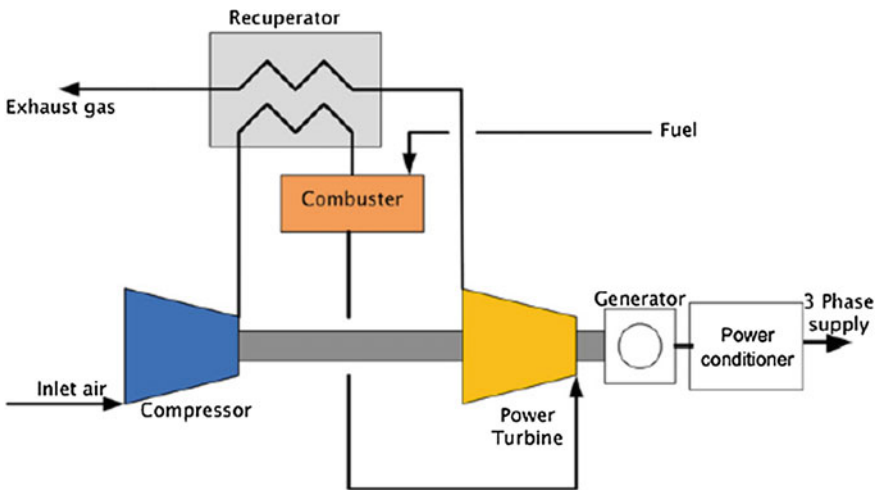 Recuperator
Exhaust gas
Fuel
Combuster
Generator
3 Phase
supply
Power
conditioner
Inlet air
Compressor
Power
Turbine